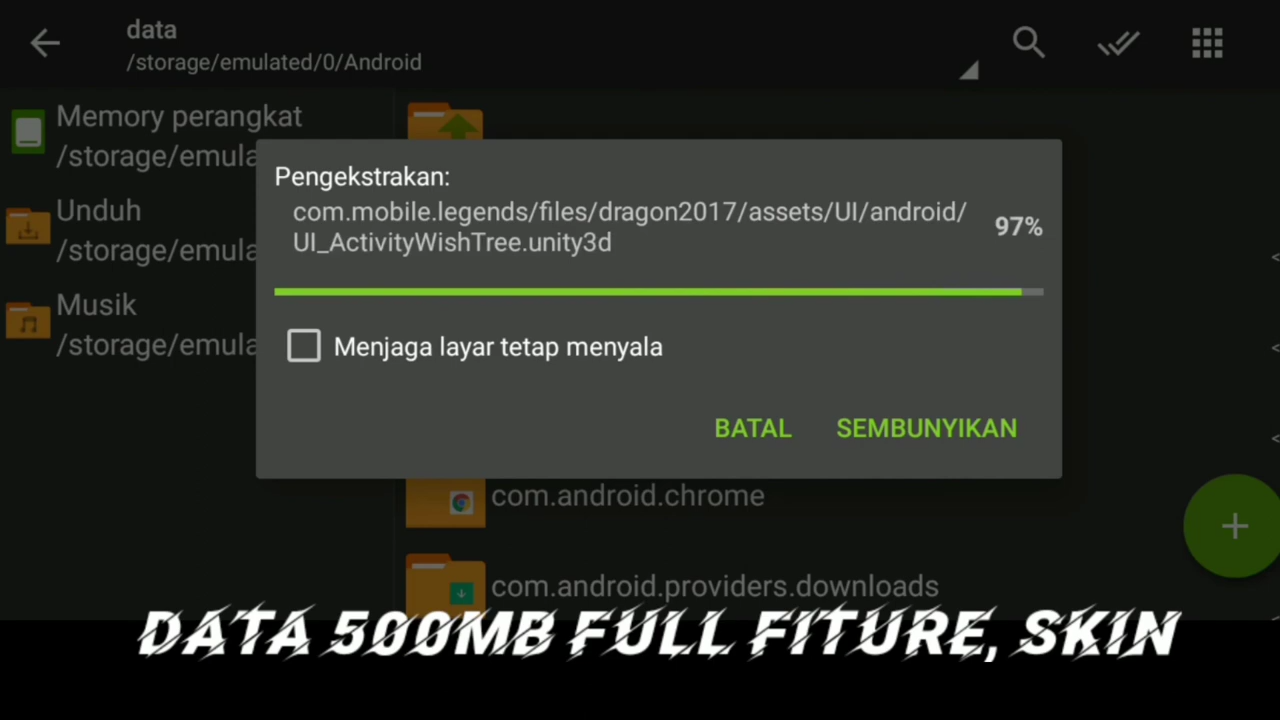 data
/storage/emulated/0/Android
Memory perangkat
/storage/emula
Unduh
/storage/emula
Musik
/storage/emula
Pengekstrakan:
com.mobile.legends/files/dragon2017/assets/UI/android/
UI_ActivityWishTree.unity3d
97%
Menjaga layar tetap menyala
BATAL SEMBUNYIKAN
com.android.chrome
com.android.providers.downloads
DATA 500MB FULL FITURE, SKIN